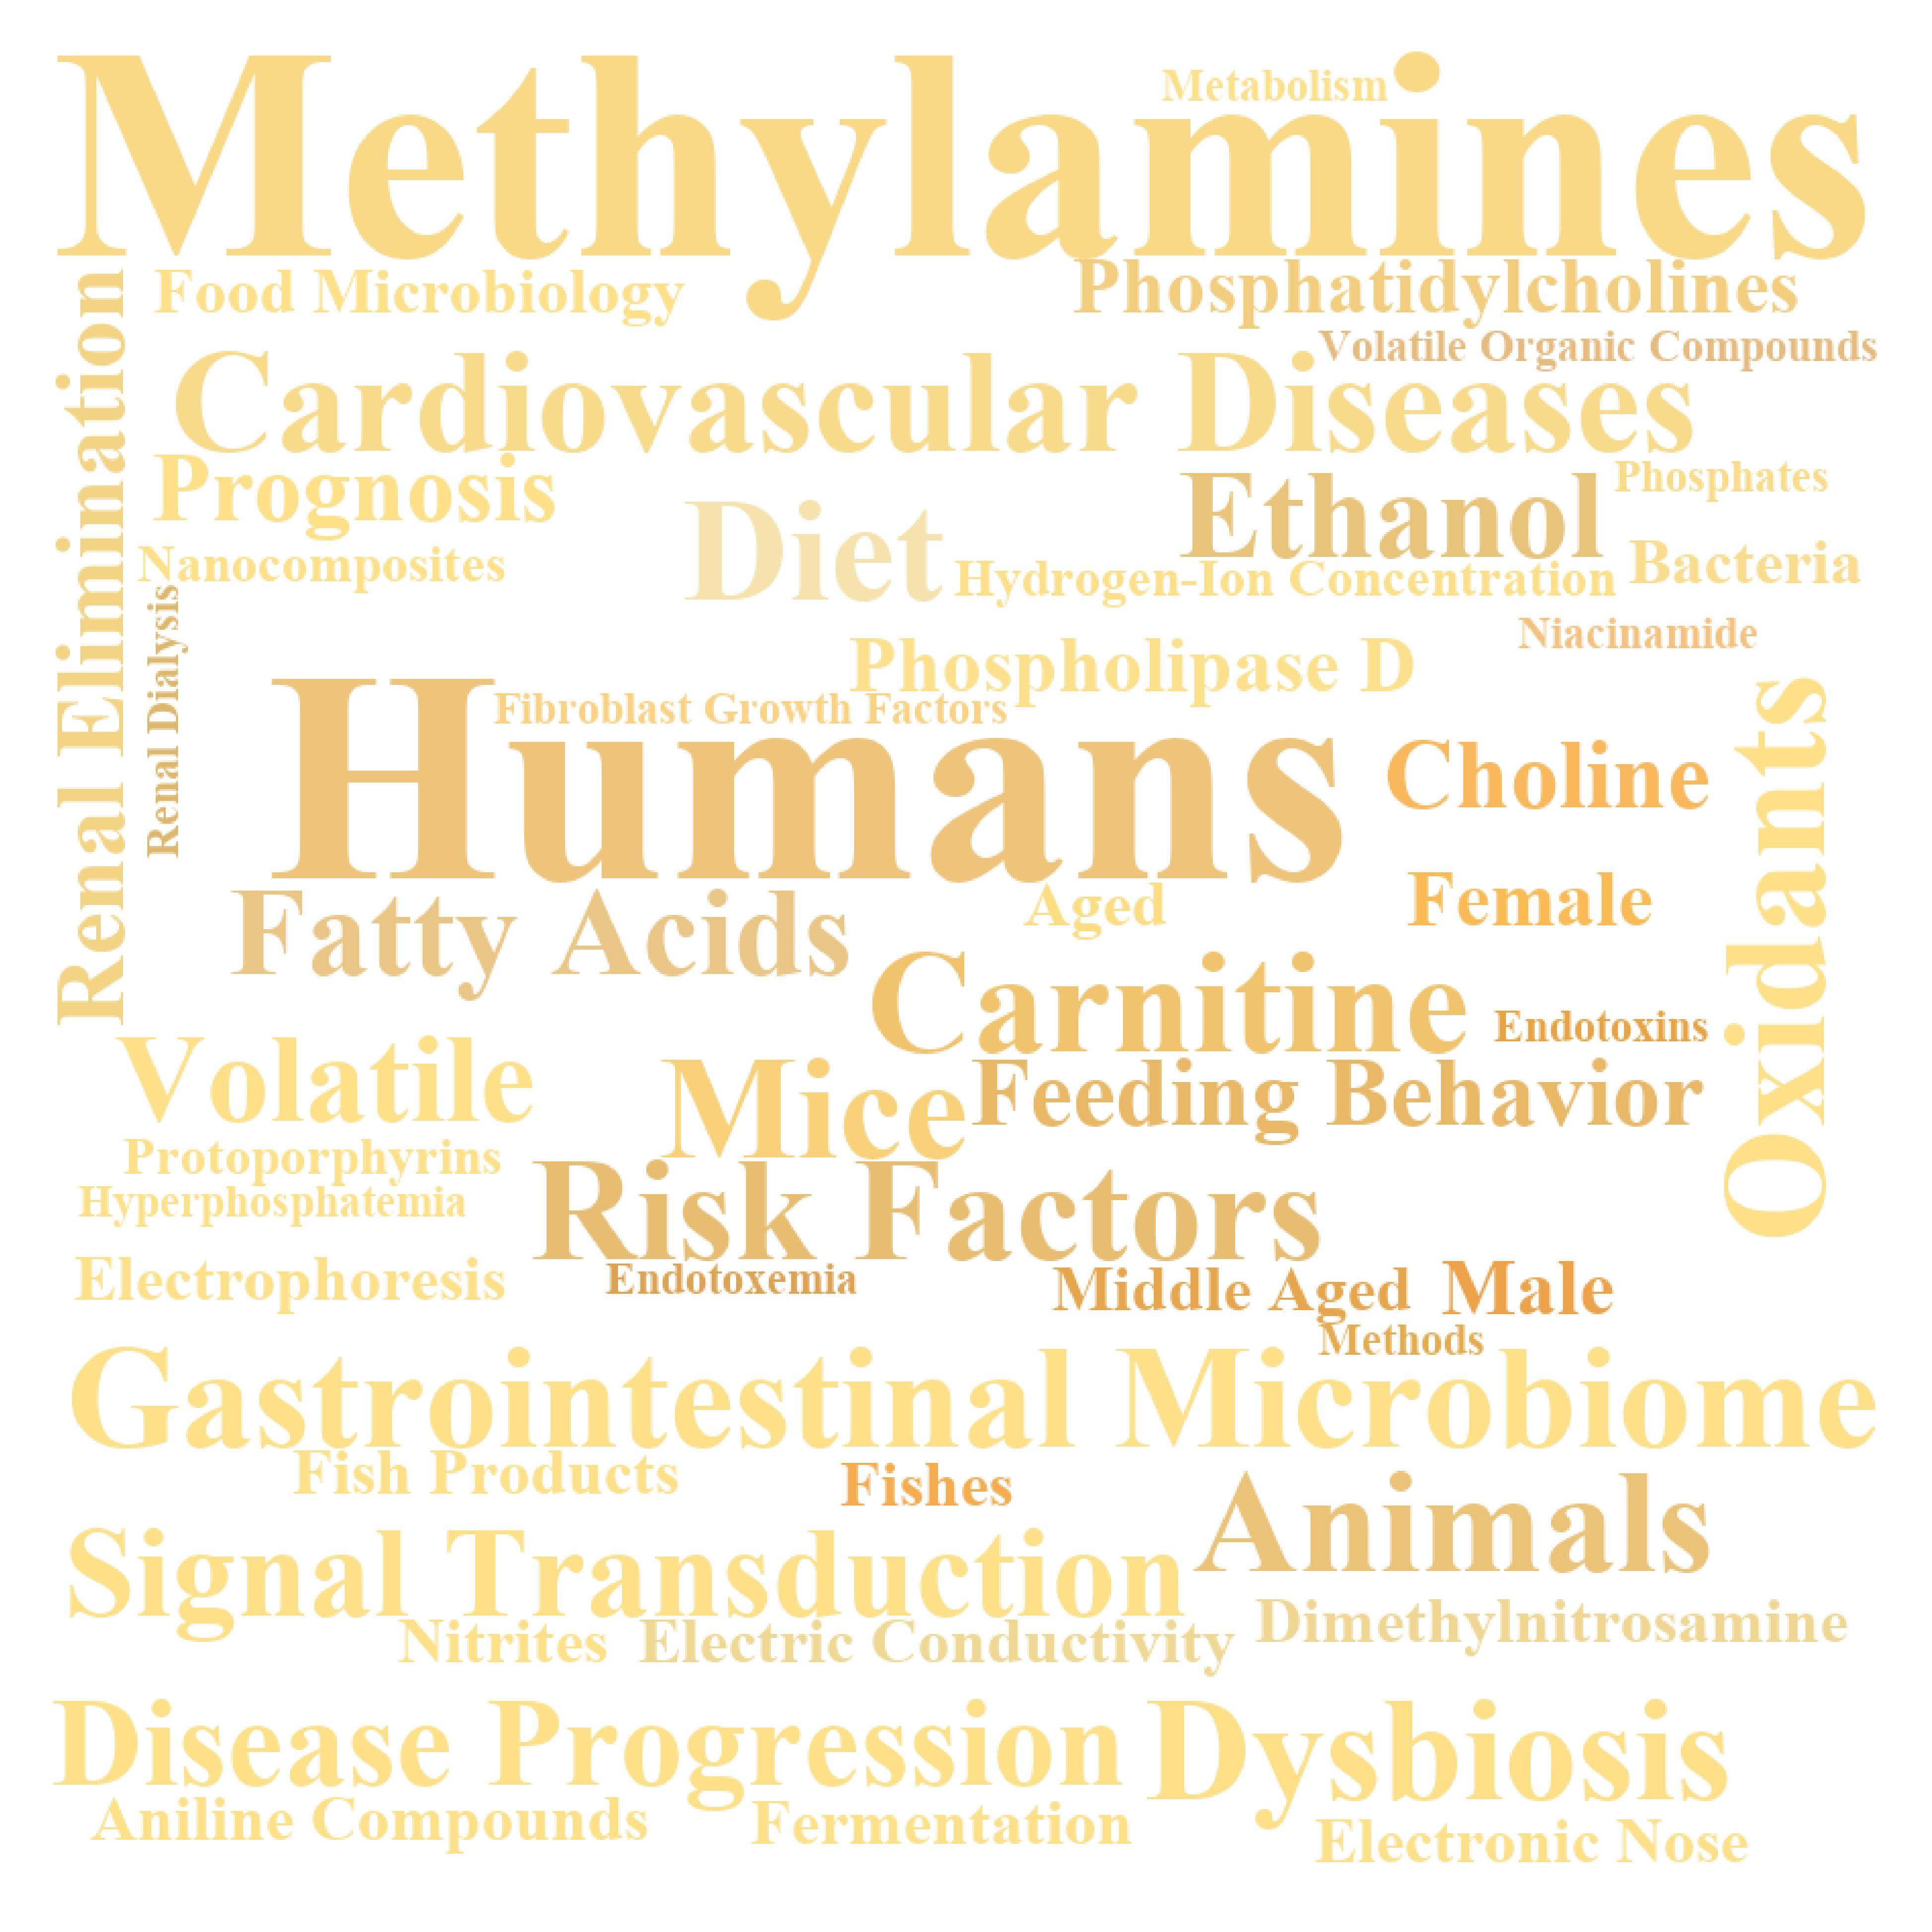 Methylamines
Metabolism
Food Microbiology
Phosphatidylcholines
Volatile Organic Compounds
Renal Elimination
Cardiovascular Diseases
Prognosis
Ethanol
Phosphates
Diet
Nanocomposites
Hydrogen-Ion Concentration
Bacteria
Renal Dialysis
Niacinamide
Phospholipase D
Fibroblast Growth Factors
Humans
Choline
Oxidants
Fatty Acids
Aged
Female
Carnitine
Endotoxins
Volatile
Mice
Feeding Behavior
Protoporphyrins
Hyperphosphatemia
Risk Factors
Electrophoresis
Endotoxemia
Middle Aged
Male
Methods
Gastrointestinal Microbiome
Fish Products
Fishes
Animals
Signal Transduction
Nitrites
Electric Conductivity
Dimethylnitrosamine
Disease Progression
Dysbiosis
Aniline Compounds
Fermentation
Electronic Nose